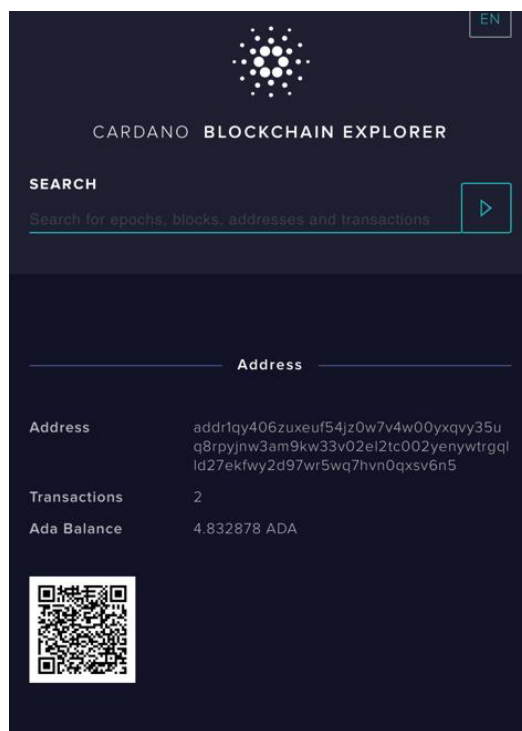 EN
CARDANO BLOCKCHAIN EXPLORER
SEARCH
Search for epochs, blocks, addresses and transactions
Address
Address addr1qy406zuxeuf54jz0w7v4w00yxqvy35u
q8rpyjnw3am9kw33v02el2tc002yenywtrgql
ld27ekfwy2d97wr5wq7hvn0qxsv6n5
Transactions 2
Ada Balance 4.832878 ADA